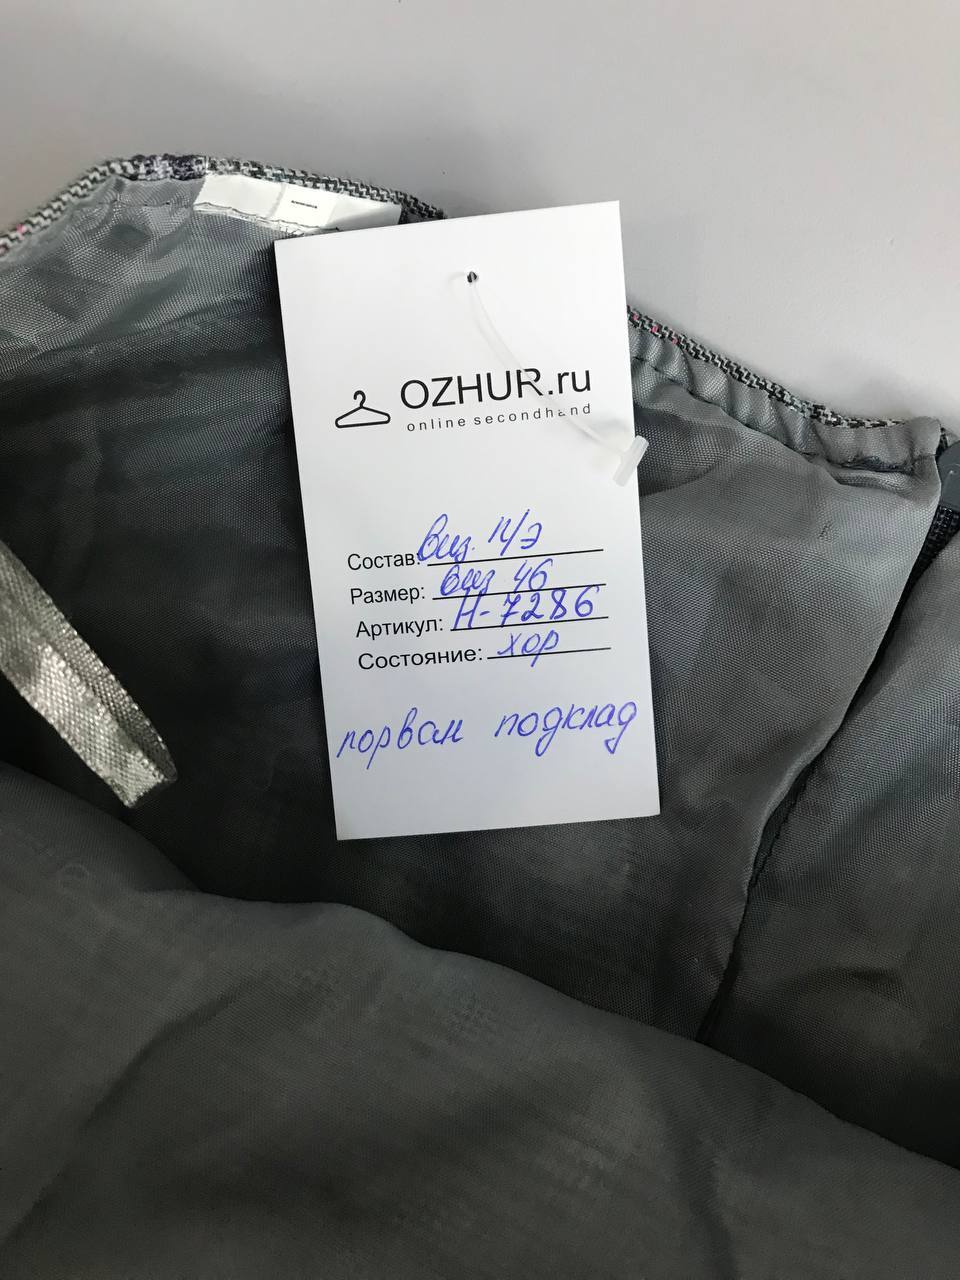 OZHUR.ru
online secondhand
Состав: виз. п/э
Размер: виз 46
Артикул: Н-7286
Состояние: хор
порван подклад